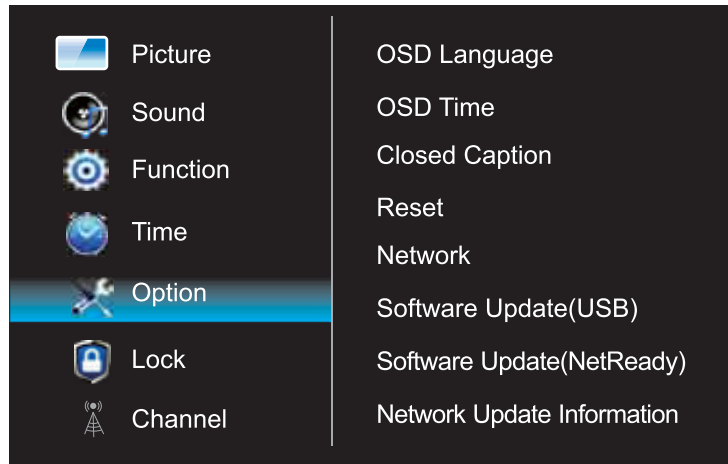 Picture
Sound
Function
Time
Option
Lock
Channel
OSD Language
OSD Time
Closed Caption
Reset
Network
Software Update(USB)
Software Update(NetReady)
Network Update Information